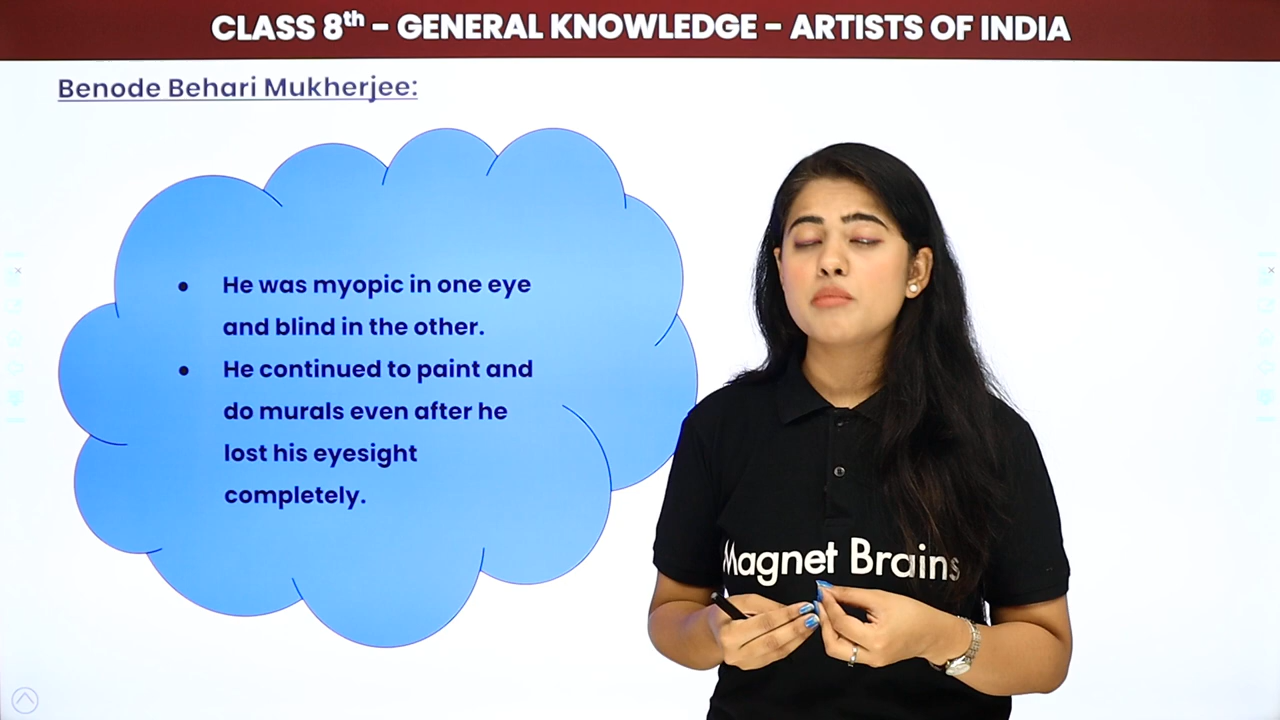 CLASS 8th - GENERAL KNOWLEDGE - ARTISTS OF INDIA
Benode Behari Mukherjee:
• He was myopic in one eye
and blind in the other.
• He continued to paint and
do murals even after he
lost his eyesight
completely.
Magnet Brains